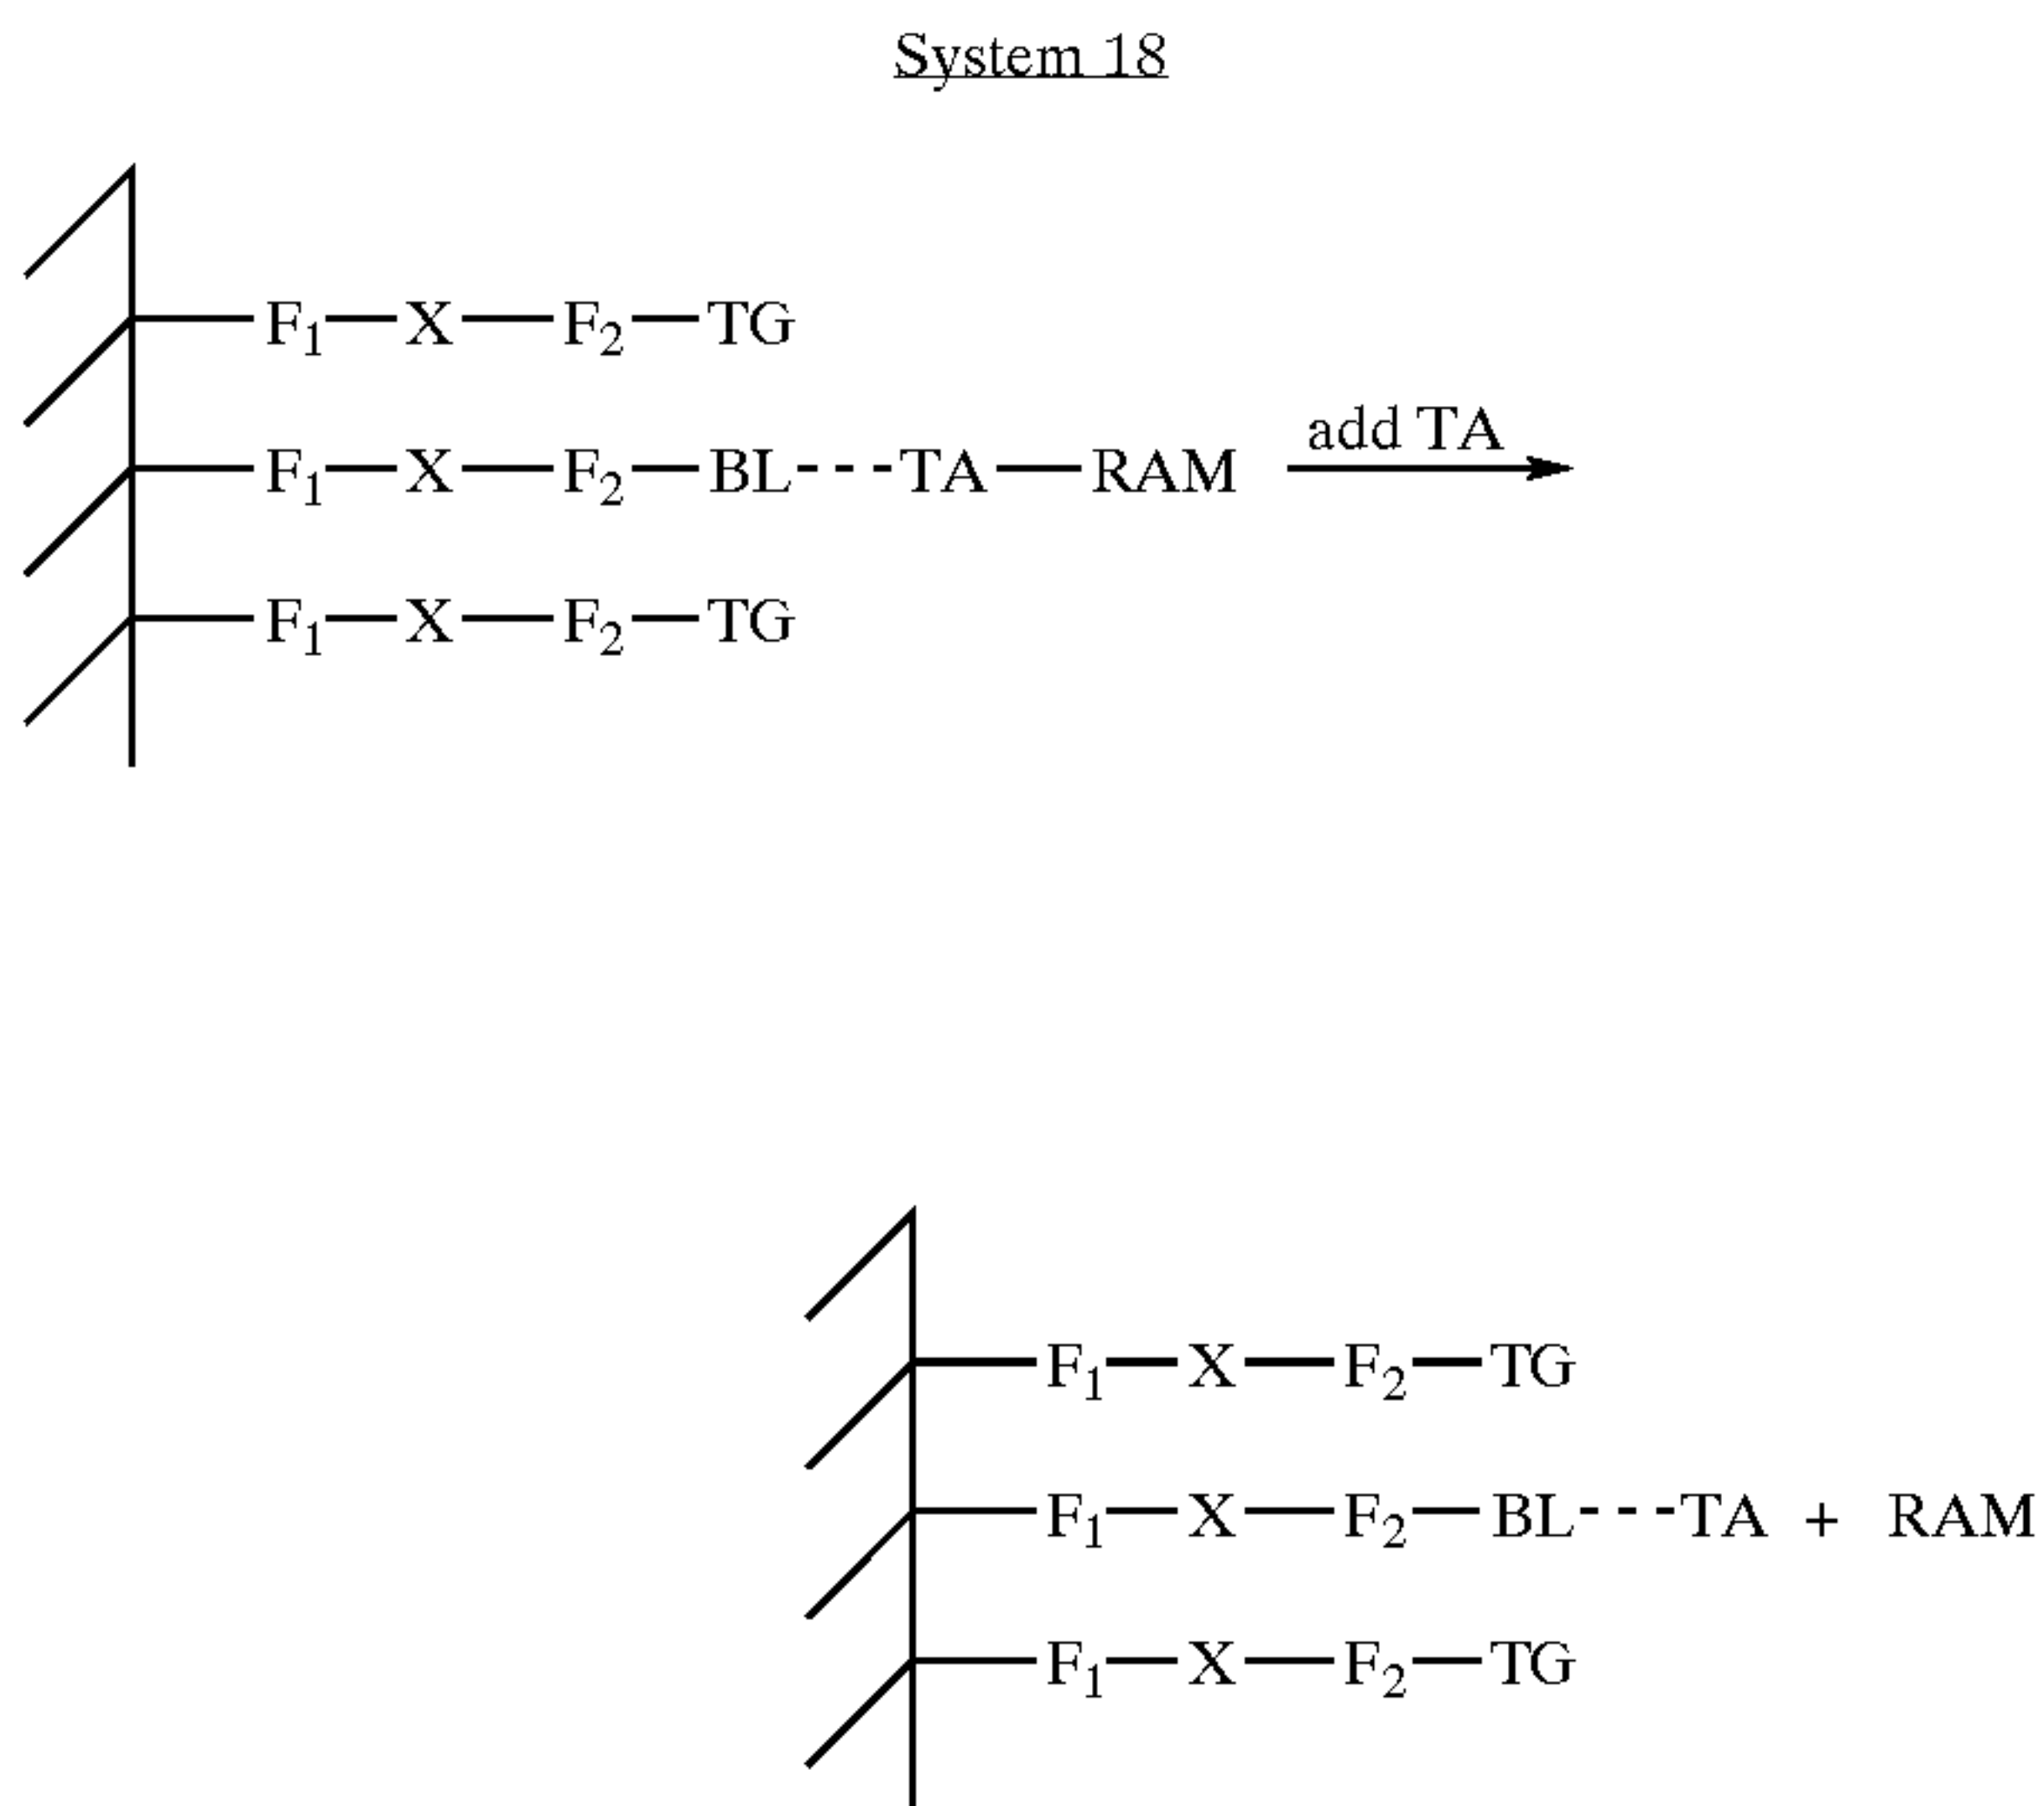 System 18
F₁—X—F₂—TG
add TA
F₁—X—F₂—BL---TA—RAM
F₁—X—F₂—TG
F₁—X—F₂—TG
F₁—X—F₂—BL---TA + RAM
F₁—X—F₂—TG